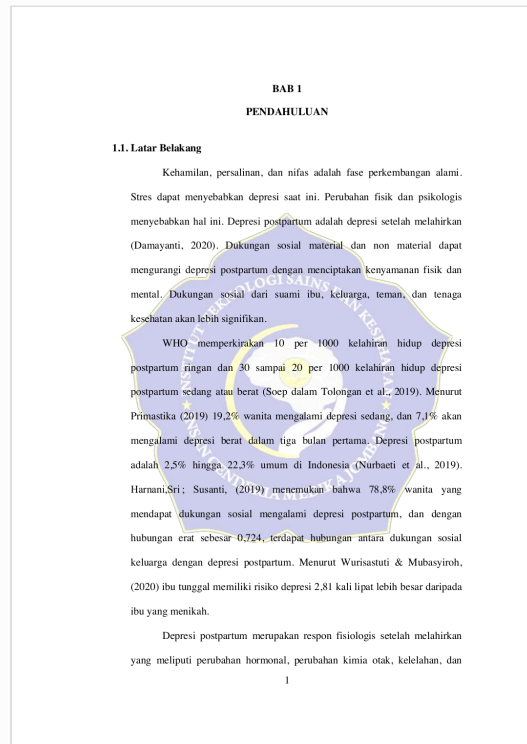 BAB 1
PENDAHULUAN
1.1. Latar Belakang
Kehamilan, persalinan, dan nifas adalah fase perkembangan alami.
Stres dapat menyebabkan depresi saat ini. Perubahan fisik dan psikologis
menyebabkan hal ini. Depresi postpartum adalah depresi setelah melahirkan
(Damayanti, 2020). Dukungan sosial material dan non material dapat
mengurangi depresi postpartum dengan menciptakan kenyamanan fisik dan
mental. Dukungan sosial dari suami ibu, keluarga, teman, dan tenaga
kesehatan akan lebih signifikan.
WHO memperkirakan 10 per 1000 kelahiran hidup depresi
postpartum ringan dan 30 sampai 20 per 1000 kelahiran hidup depresi
postpartum sedang atau berat (Soep dalam Tolongan et al., 2019). Menurut
Primastika (2019) 19,2% wanita mengalami depresi sedang, dan 7,1% akan
mengalami depresi berat dalam tiga bulan pertama. Depresi postpartum
adalah 2,5% hingga 22,3% umum di Indonesia (Nurbaeti et al., 2019).
Harnani,Sri ; Susanti, (2019) menemukan bahwa 78,8% wanita yang
mendapat dukungan sosial mengalami depresi postpartum, dan dengan
hubungan erat sebesar 0,724, terdapat hubungan antara dukungan sosial
keluarga dengan depresi postpartum. Menurut Wurisastuti & Mubasyiroh,
(2020) ibu tunggal memiliki risiko depresi 2,81 kali lipat lebih besar daripada
ibu yang menikah.
Depresi postpartum merupakan respon fisiologis setelah melahirkan
yang meliputi perubahan hormonal, perubahan kimia otak, kelelahan, dan
1